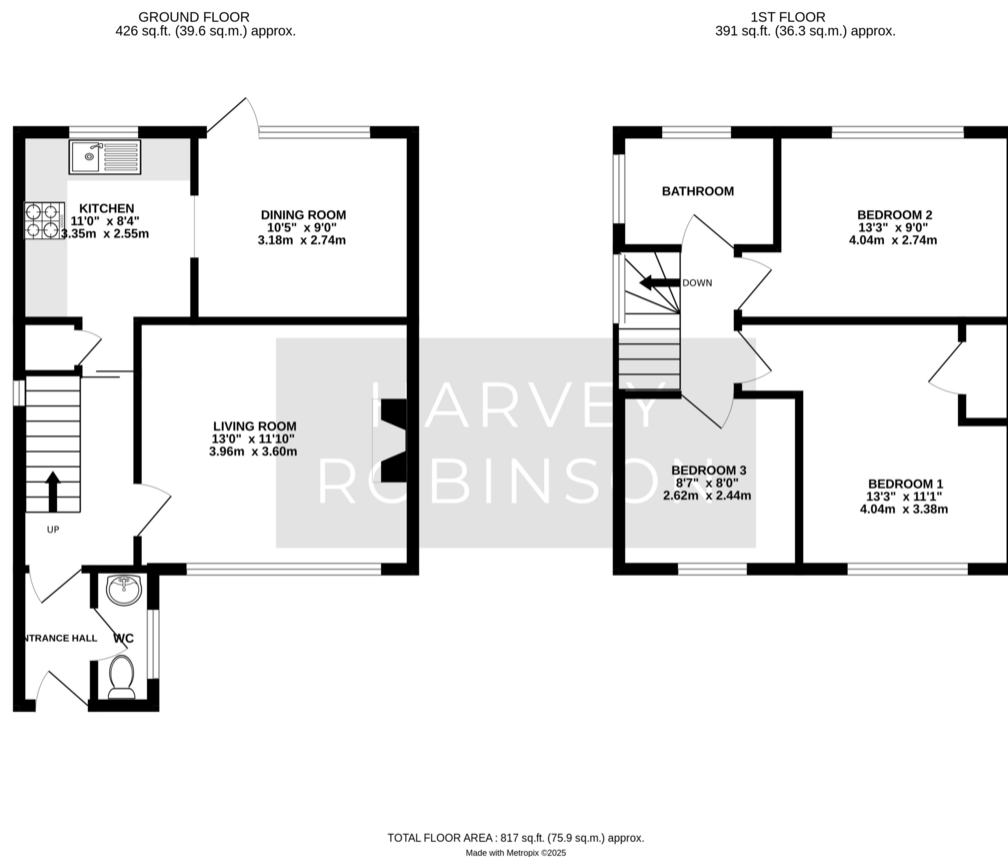 GROUND FLOOR
426 sq.ft. (39.6 sq.m.) approx.
1ST FLOOR
391 sq.ft. (36.3 sq.m.) approx.
KITCHEN
11'0" x 8'4"
3.35m x 2.55m
DINING ROOM
10'5" x 9'0"
3.18m x 2.74m
BATHROOM
BEDROOM 2
13'3" x 9'0"
4.04m x 2.74m
DOWN
LIVING ROOM
13'0" x 11'10"
3.96m x 3.60m
HARVEY
ROBINSON
BEDROOM 3
8'7" x 8'0"
2.62m x 2.44m
BEDROOM 1
13'3" x 11'1"
4.04m x 3.38m
UP
NTRANCE HALL
WC
TOTAL FLOOR AREA : 817 sq.ft. (75.9 sq.m.) approx.
Made with Metropix ©2025